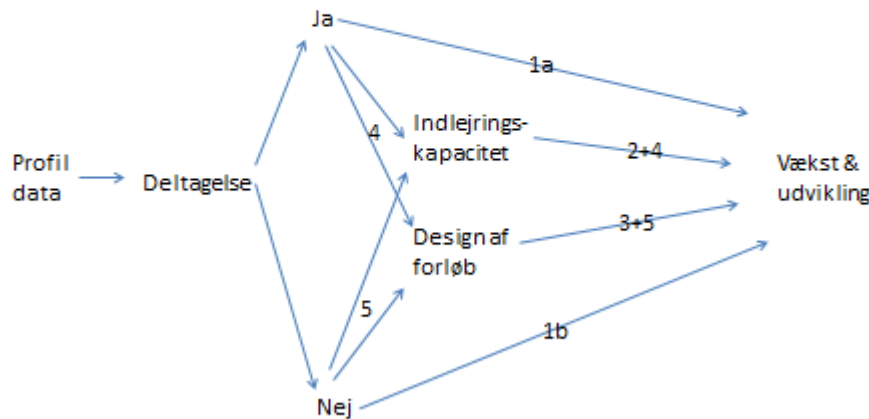 Ja
1a
Indlejrings-
kapacitet
4
2+4
Profil
data
Deltagelse
Vækst &
udvikling
3+5
Design af
forløb
5
1b
Nej